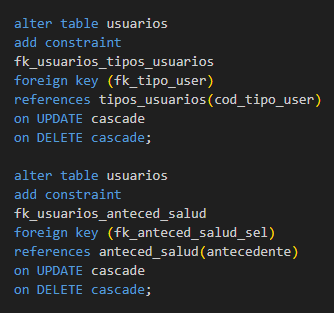 alter table usuarios
add constraint
fk_usuarios_tipos_usuarios
foreign key (fk_tipo_user)
references tipos_usuarios(cod_tipo_user)
on UPDATE cascade
on DELETE cascade;

alter table usuarios
add constraint
fk_usuarios_anteced_salud
foreign key (fk_anteced_salud_sel)
references anteced_salud(antecedente)
on UPDATE cascade
on DELETE cascade;